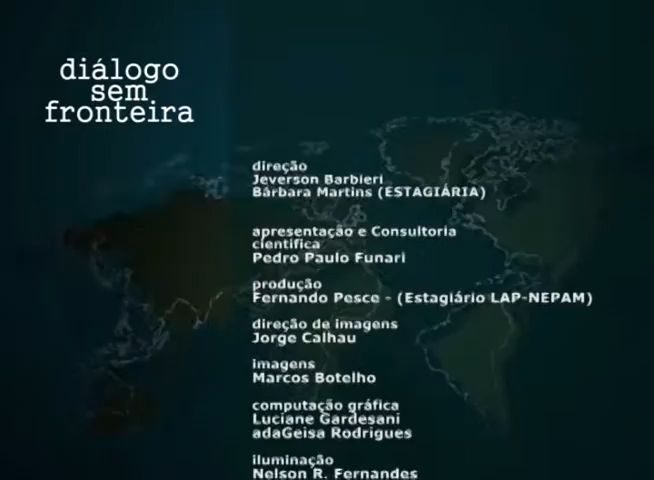 diálogo
sem
fronteira
direção
Jeverson Barbieri
Bárbara Martins (ESTAGIÁRIA)
apresentação e Consultoria
científica
Pedro Paulo Funari
produção
Fernando Pesce - (Estagiário LAP-NEPAM)
direção de imagens
Jorge Calhau
imagens
Marcos Botelho
computação gráfica
Luciane Gardesani
adaGeisa Rodrigues
iluminação
Nelson R. Fernandes